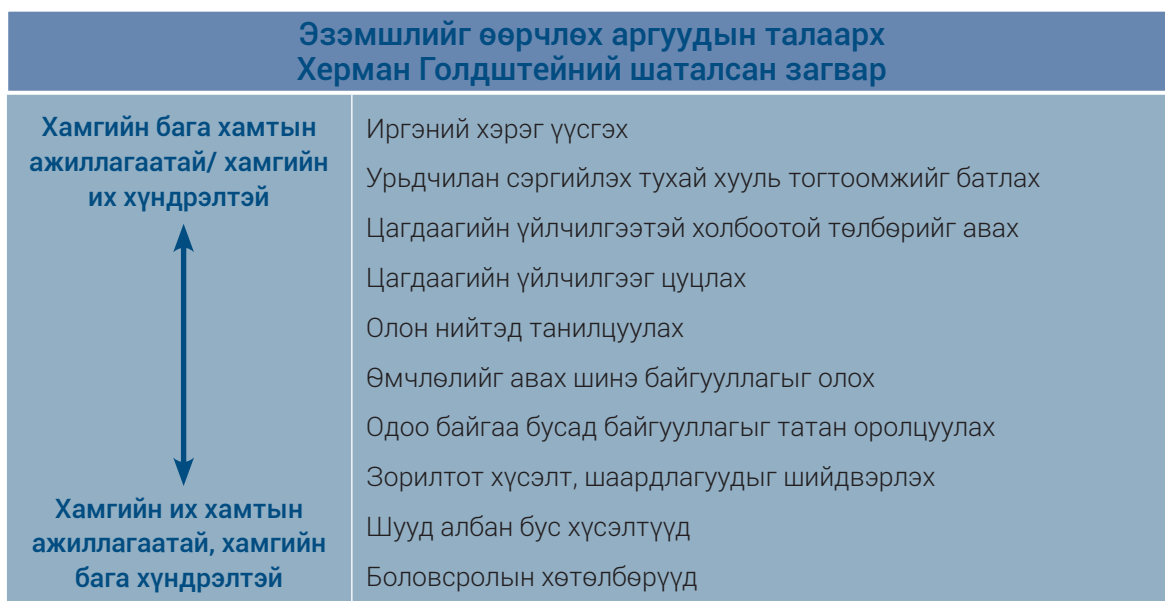 Эзэмшлийг өөрчлөх аргуудын талаарх
Херман Голдштейний шаталсан загвар
Хамгийн бага хамтын
ажиллагаатай/ хамгийн
их хүндрэлтэй
Хамгийн их хамтын
ажиллагаатай, хамгийн
бага хүндрэлтэй
Иргэний хэрэг үүсгэх
Урьдчилан сэргийлэх тухай хууль тогтоомжийг батлах
Цагдаагийн үйлчилгээтэй холбоотой төлбөрийг авах
Цагдаагийн үйлчилгээг цуцлах
Олон нийтэд танилцуулах
Өмчлөлийг авах шинэ байгууллагыг олох
Одоо байгаа бусад байгууллагыг татан оролцуулах
Зорилтот хүсэлт, шаардлагуудыг шийдвэрлэх
Шууд албан бус хүсэлтүүд
Боловсролын хөтөлбөрүүд